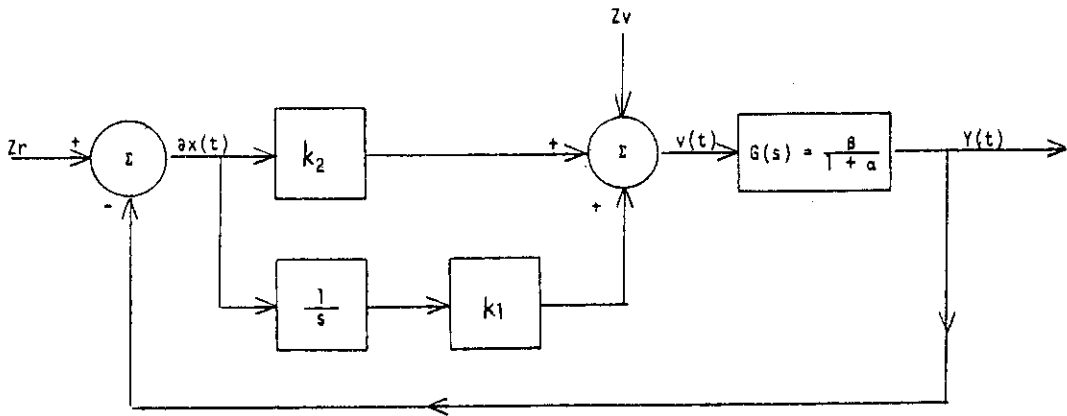 Zv
Zr
+
Σ
∂x(t)
k2
+
Σ
v(t)
G(s) = β / 1 + α
Y(t)
-
+
1 / s
k1